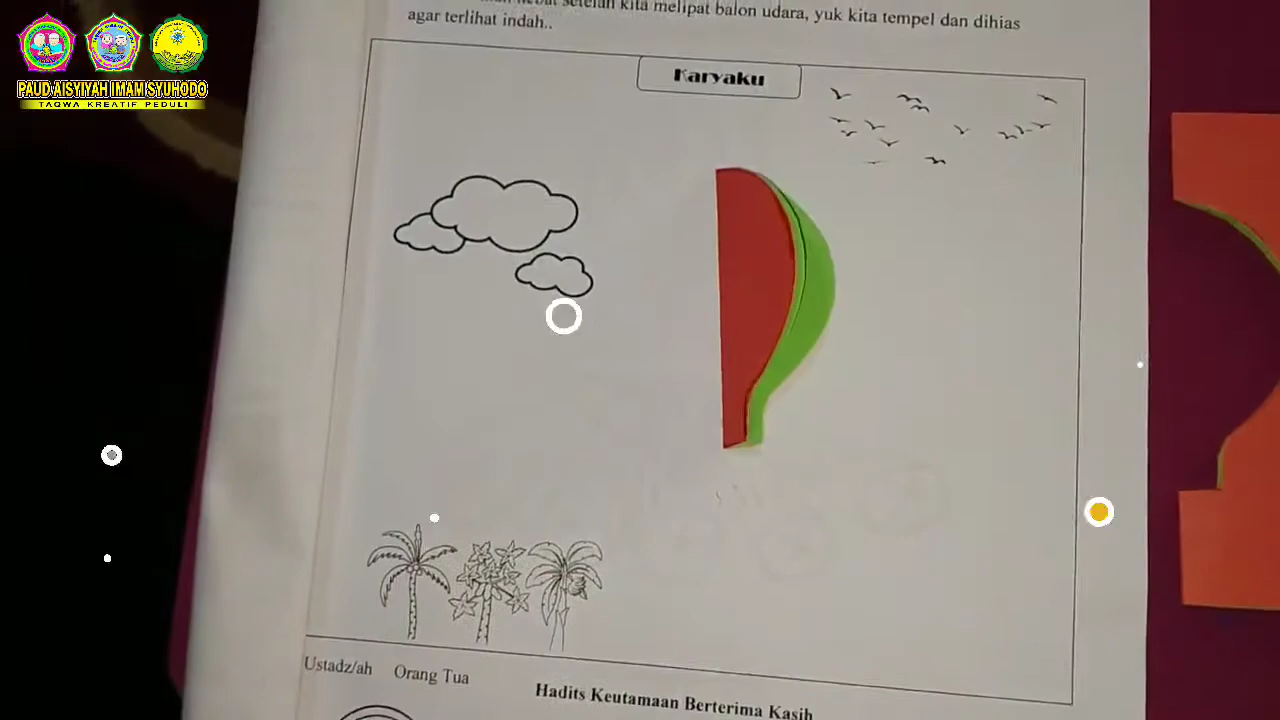 PAUD AISYIYAH IMAM SYUHODO
TAQWA KREATIF PEDULI
setelah kita melipat balon udara, yuk kita tempel dan dihias
agar terlihat indah..
Karyaku
Ustadz/ah Orang Tua
Hadits Keutamaan Berterima Kasih